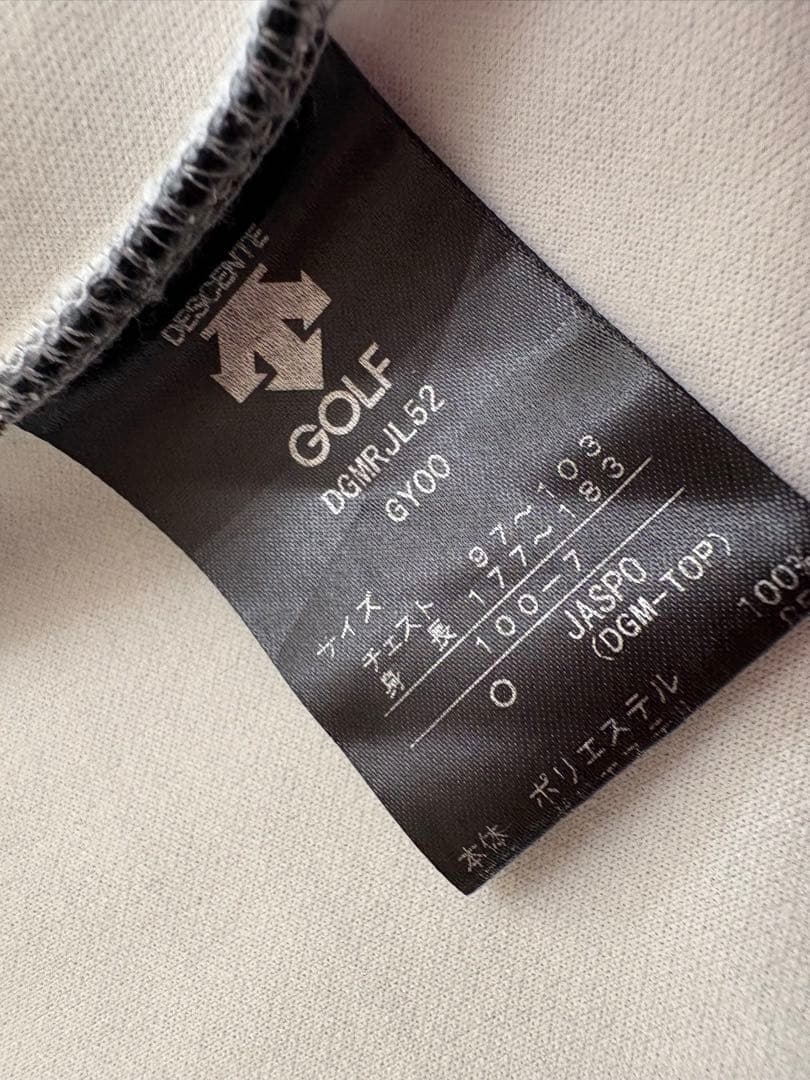 DESCENTE
GOLF
DGMRJL52
GY00
サイズ
チェスト 97～103
身 長 177～183
100-7
O JASPO
(DGM-TOP)
本体 ポリエステル 100%